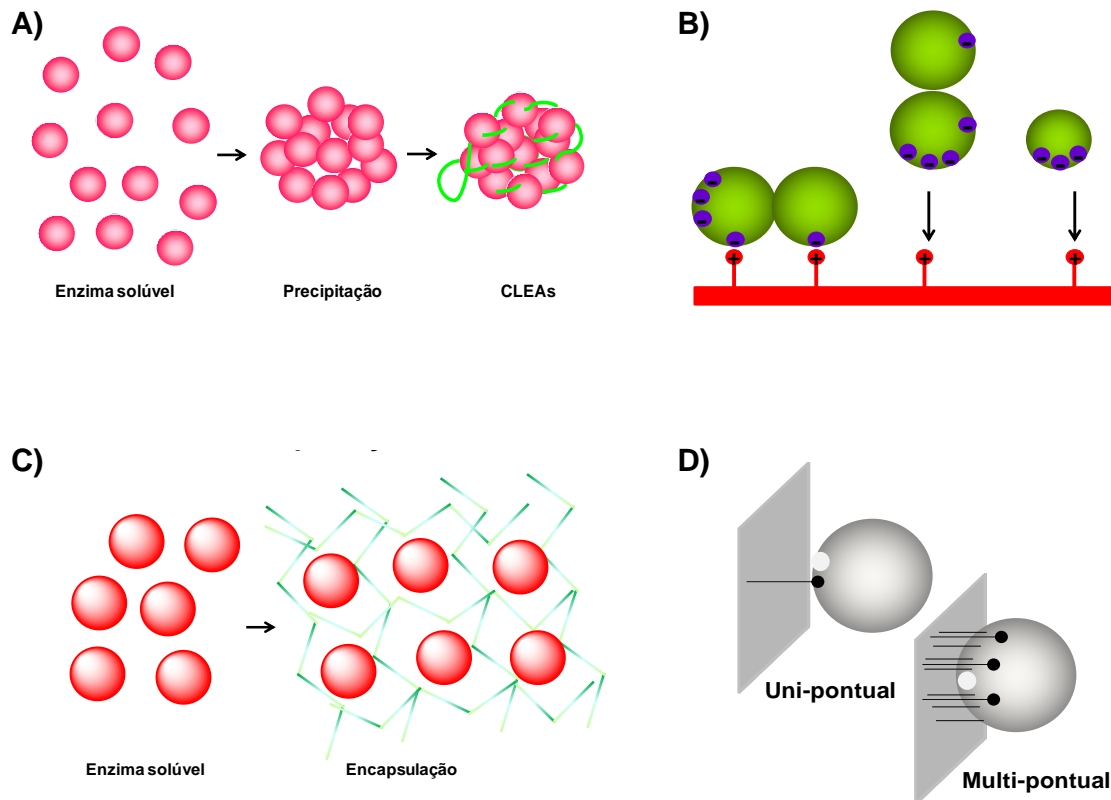 A)
Enzima solúvel
Precipitação
CLEAs
B)
- - - - - - - - - - - - -
+ + + +
C)
Enzima solúvel
Encapsulação
D)
Uni-pontual
Multi-pontual